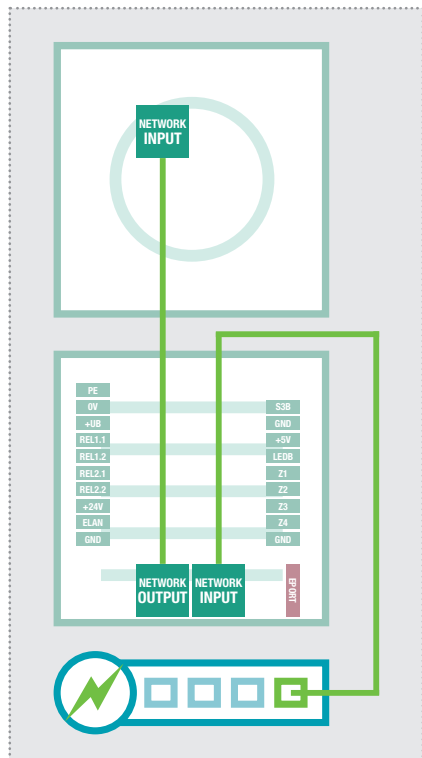 NETWORK
INPUT
PE
0V
+UB
REL1.1
REL1.2
REL2.1
REL2.2
+24V
ELAN
GND
S3B
GND
+5V
LEDB
Z1
Z2
Z3
Z4
GND
NETWORK
OUTPUT
NETWORK
INPUT
EPORT